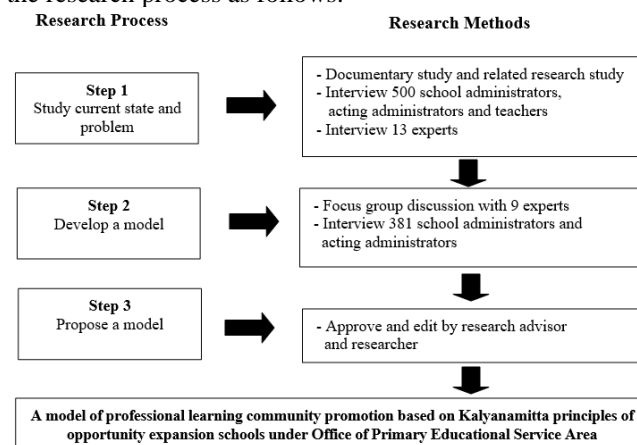 the research process as follows:
Research Process
Research Methods
Step 1
Study current state and
problem
- Documentary study and related research study
- Interview 500 school administrators,
acting administrators and teachers
- Interview 13 experts
Step 2
Develop a model
- Focus group discussion with 9 experts
- Interview 381 school administrators and
acting administrators
Step 3
Propose a model
- Approve and edit by research advisor
and researcher
A model of professional learning community promotion based on Kalyanamitta principles of
opportunity expansion schools under Office of Primary Educational Service Area